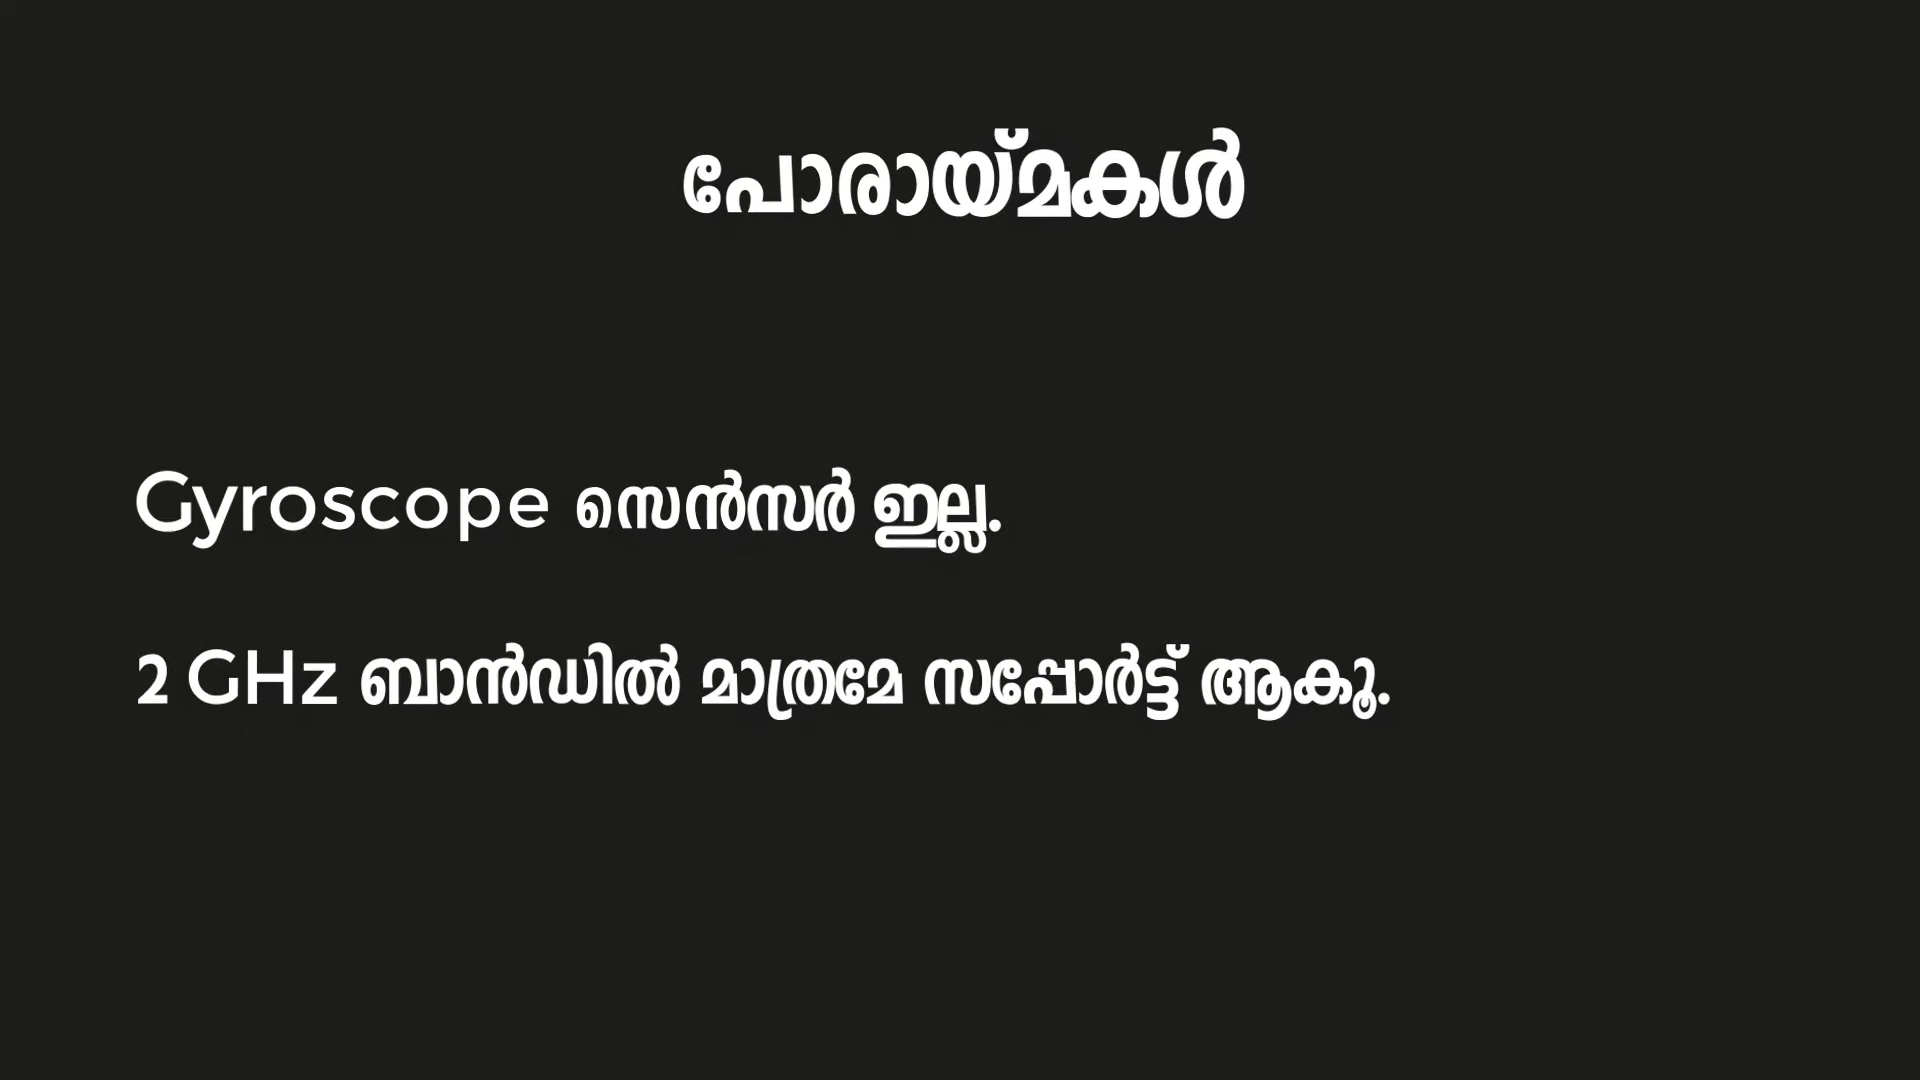 പോരായ്മകൾ
Gyroscope സെൻസർ ഇല്ല.
2 GHz ബാൻഡിൽ മാത്രമേ സപ്പോർട്ട് ആകൂ.